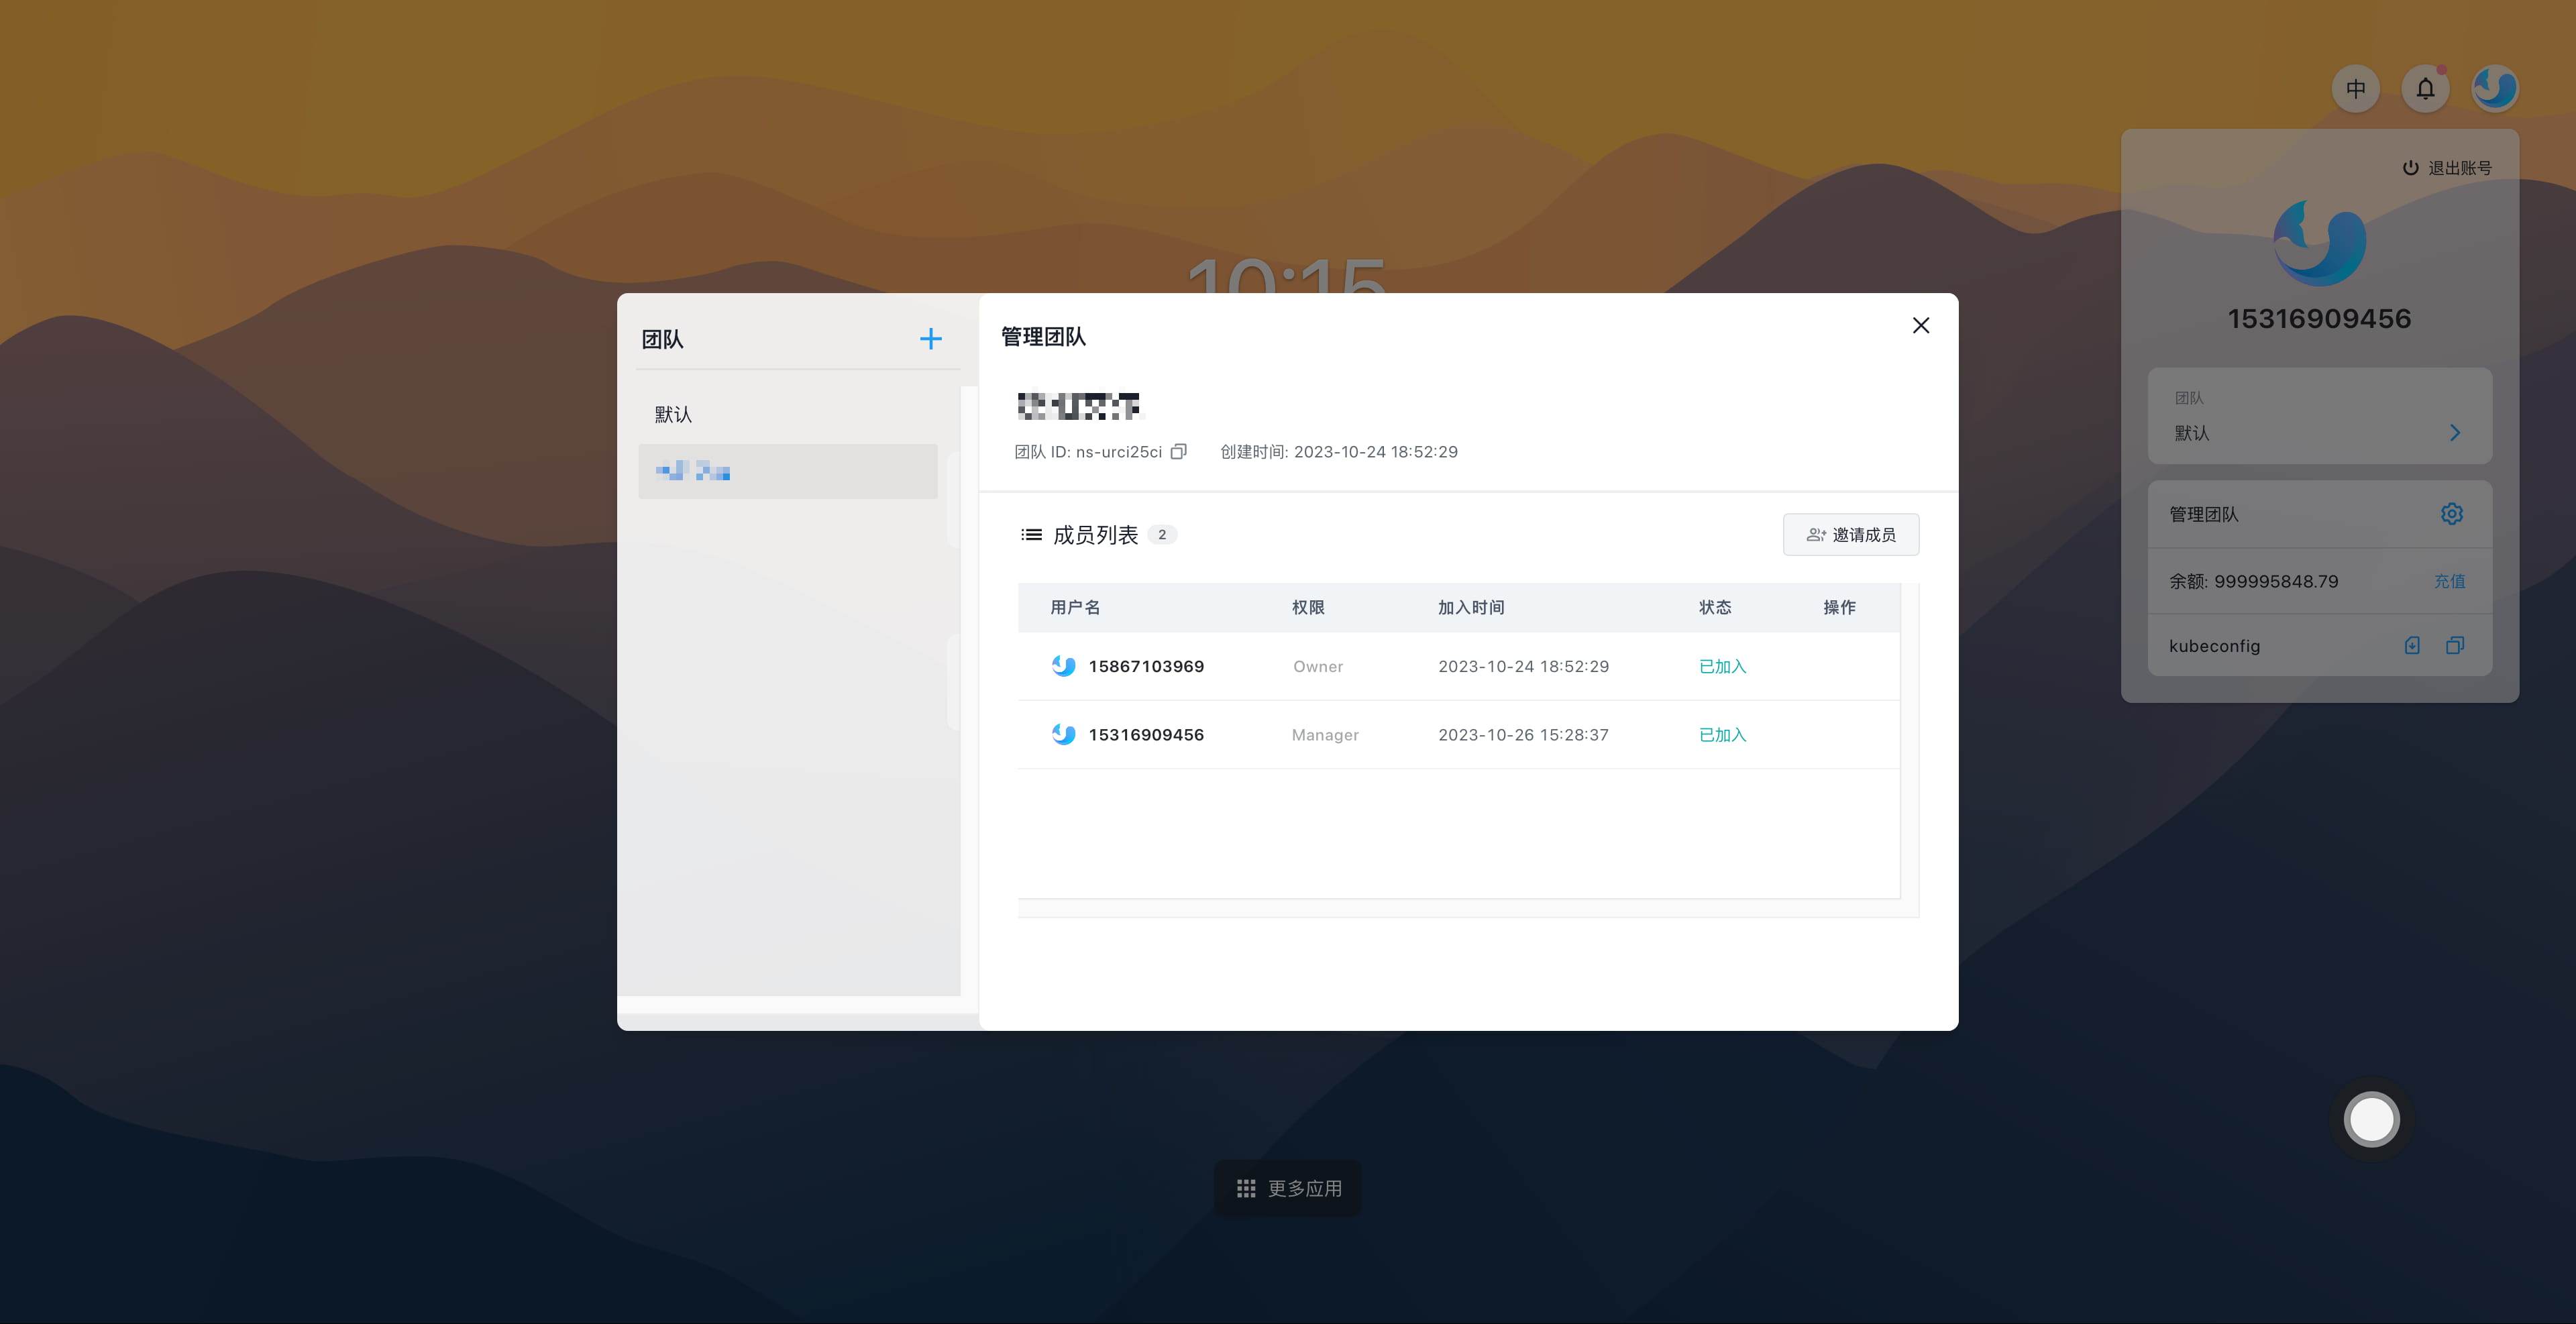 中
退出账号
10:15
15316909456
团队
管理团队
默认
团队 ID: ns-urci25ci 创建时间: 2023-10-24 18:52:29
成员列表 2 邀请成员
用户名 权限 加入时间 状态 操作
15867103969 Owner 2023-10-24 18:52:29 已加入
15316909456 Manager 2023-10-26 15:28:37 已加入
团队
默认
管理团队
余额: 999995848.79 充值
kubeconfig
更多应用